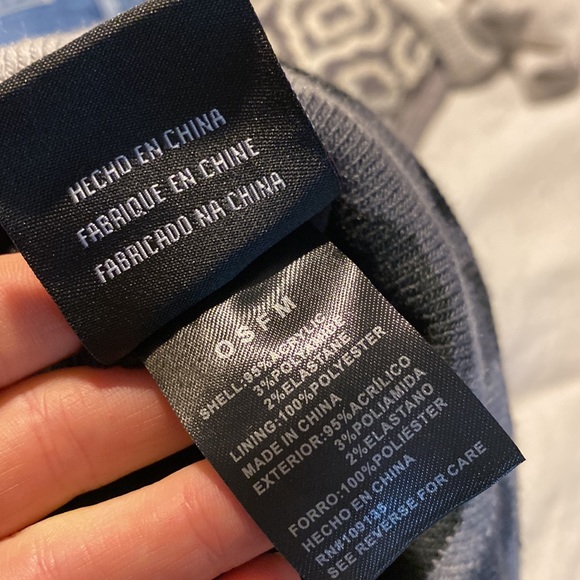 HECHO EN CHINA
FABRIQUE EN CHINE
FABRICADO NA CHINA
OSFM
SHELL:95%ACRYLIC
3%POLYAMIDE
2%ELASTANE
LINING:100%POLYESTER
MADE IN CHINA
EXTERIOR:95%ACRÍLICO
3%POLIAMIDA
2%ELASTANO
FORRO:100%POLIESTER
HECHO EN CHINA
SEE REVERSE FOR CARE